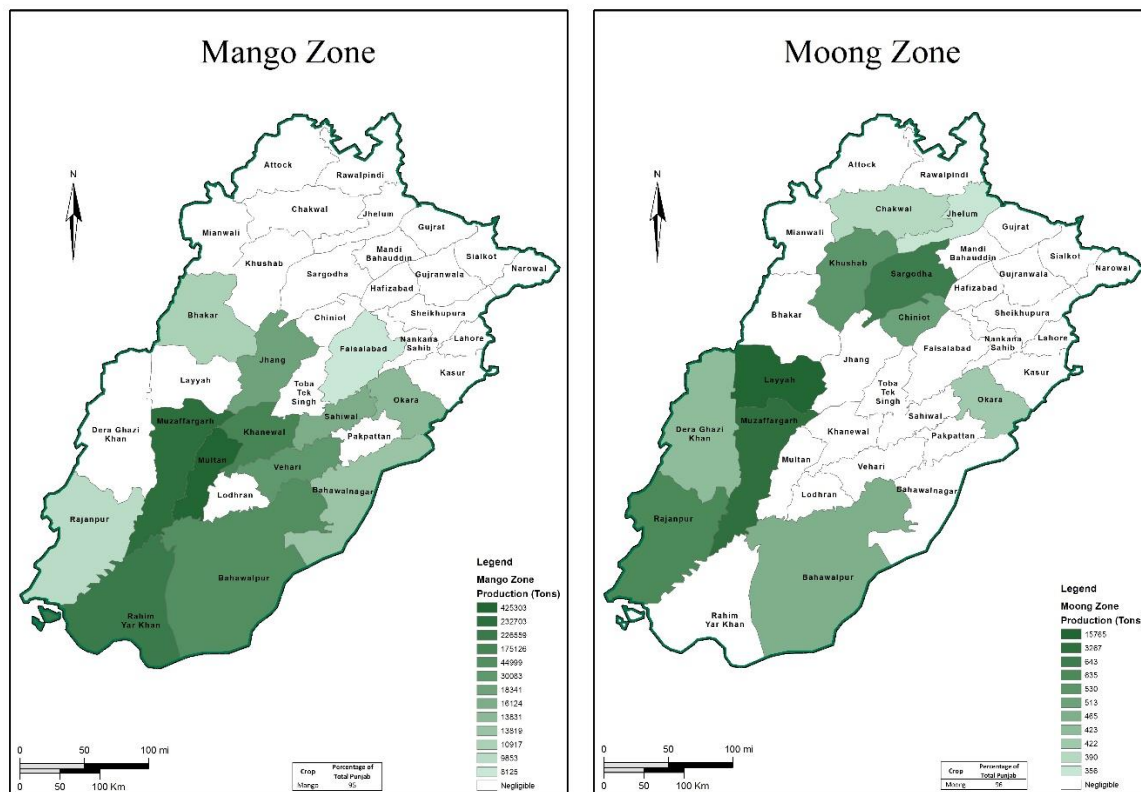 Mango Zone
N
Attock
Rawalpindi
Chakwal
Jhelum
Mianwali
Gujrat
Khushab
Mandi
Bahauddin
Sialkot
Sargodha
Gujranwala
Narowal
Hafizabad
Bhakar
Chiniot
Sheikhupura
Faisalabad
Nankana
Sahib
Lahore
Jhang
Kasur
Layyah
Toba
Tek
Singh
Okara
Sahiwal
Muzaffargarh
Khanewal
Dera Ghazi
Khan
Pakpattan
Multan
Vehari
Lodhran
Bahawalnagar
Rajanpur
Bahawalpur
Rahim
Yar Khan
Legend
Mango Zone
Production (Tons)
425303
232703
226559
175126
44999
30063
18341
16124
13831
13819
10917
9853
8125
Negligible
0 50 100 mi
0 50 100 Km
Crop Percentage of
Total Punjab
Mango 95
Moong Zone
N
Attock
Rawalpindi
Chakwal
Jhelum
Mianwali
Gujrat
Khushab
Mandi
Bahauddin
Sialkot
Sargodha
Gujranwala
Narowal
Hafizabad
Bhakar
Chiniot
Sheikhupura
Faisalabad
Nankana
Sahib
Lahore
Jhang
Kasur
Layyah
Toba
Tek
Singh
Okara
Sahiwal
Muzaffargarh
Khanewal
Dera Ghazi
Khan
Pakpattan
Multan
Vehari
Lodhran
Bahawalnagar
Rajanpur
Bahawalpur
Rahim
Yar Khan
Legend
Moong Zone
Production (Tons)
15765
3267
643
635
530
513
465
423
422
390
356
Negligible
0 50 100 mi
0 50 100 Km
Crop Percentage of
Total Punjab
Moong 96